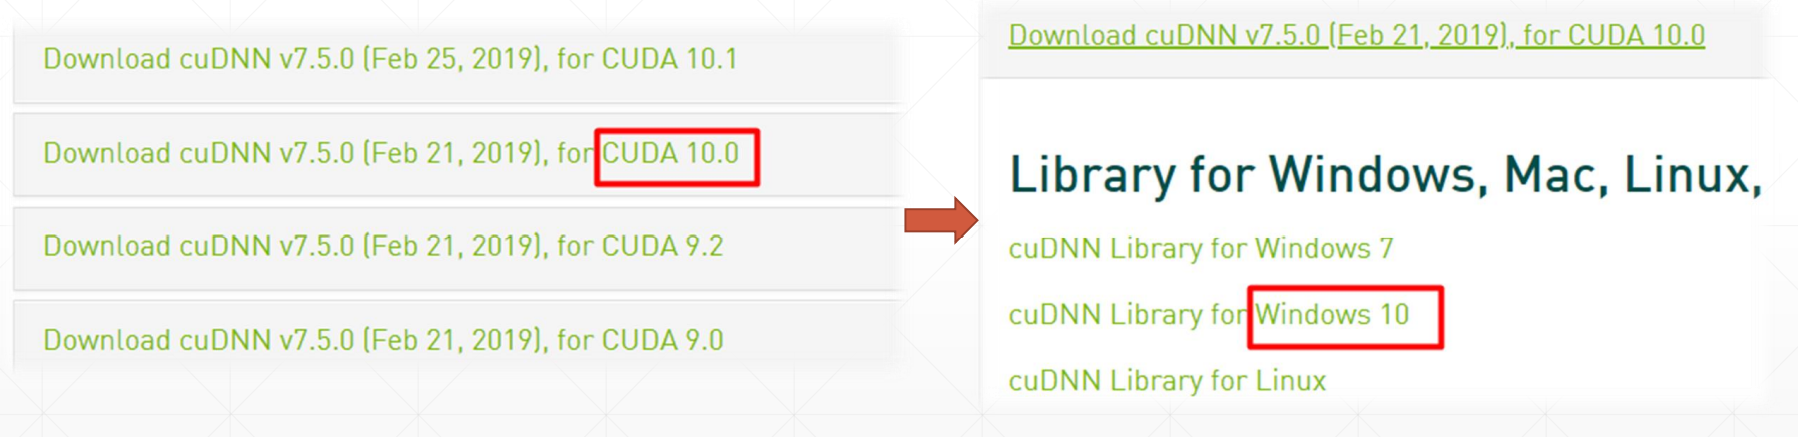 Download cuDNN v7.5.0 (Feb 25, 2019), for CUDA 10.1
Download cuDNN v7.5.0 (Feb 21, 2019), for CUDA 10.0
Download cuDNN v7.5.0 (Feb 21, 2019), for CUDA 9.2
Download cuDNN v7.5.0 (Feb 21, 2019), for CUDA 9.0
Download cuDNN v7.5.0 (Feb 21, 2019), for CUDA 10.0
Library for Windows, Mac, Linux,
cuDNN Library for Windows 7
cuDNN Library for Windows 10
cuDNN Library for Linux